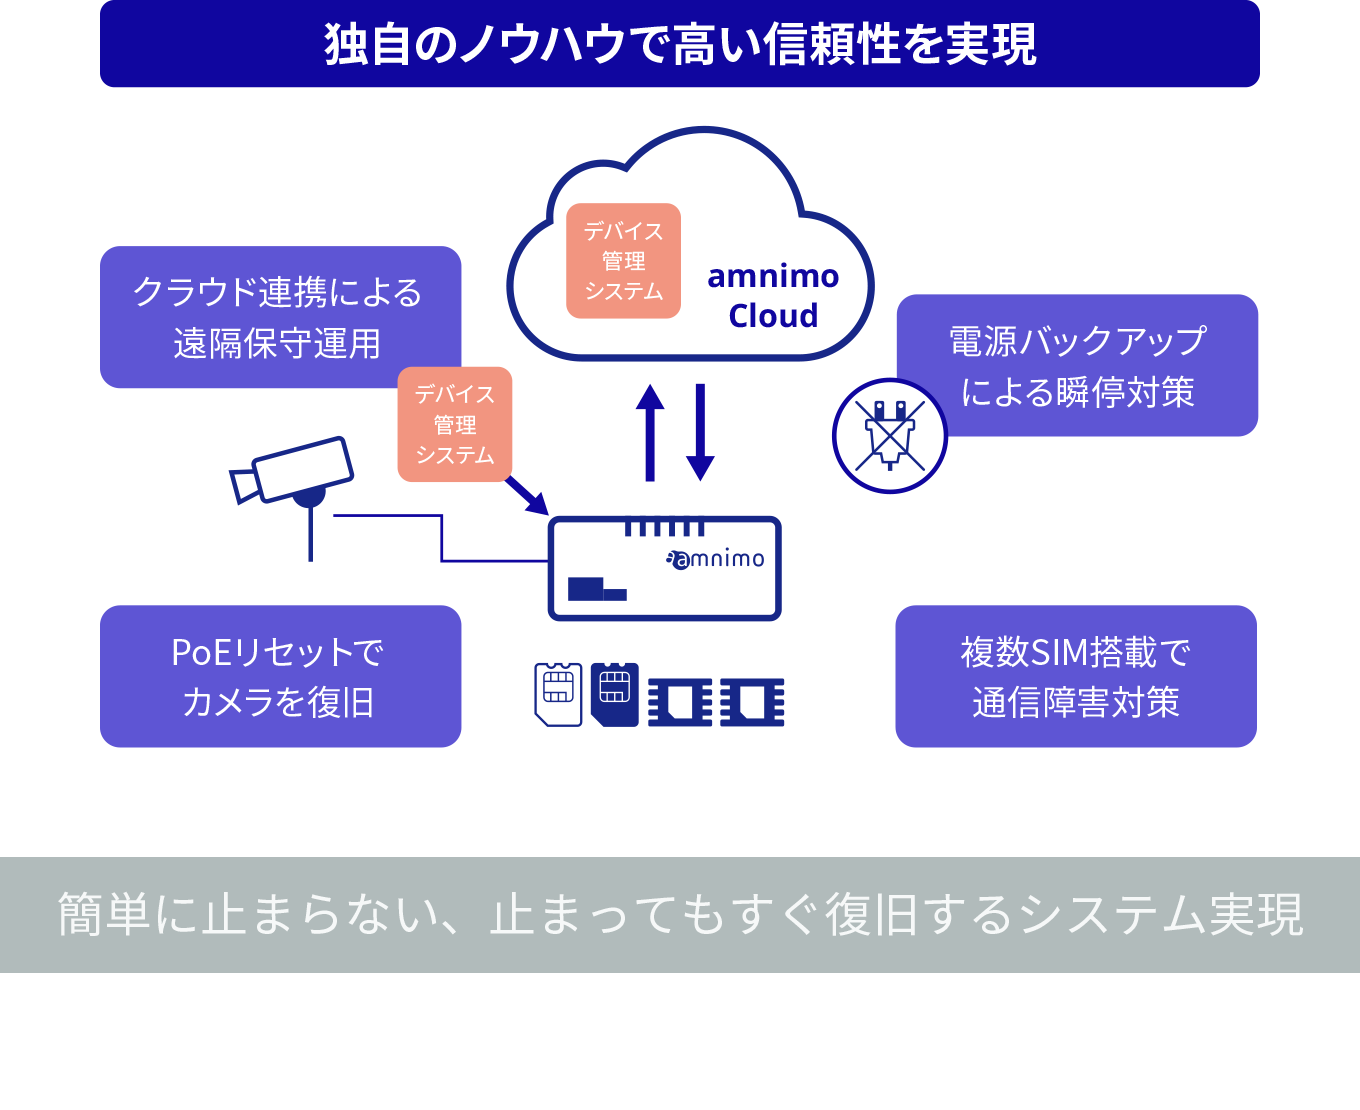 独自のノウハウで高い信頼性を実現
デバイス
管理
システム
amnimo
Cloud
クラウド連携による
遠隔保守運用
デバイス
管理
システム
電源バックアップ
による瞬停対策
amnimo
PoEリセットで
カメラを復旧
複数SIM搭載で
通信障害対策
簡単に止まらない、止まってもすぐ復旧するシステム実現